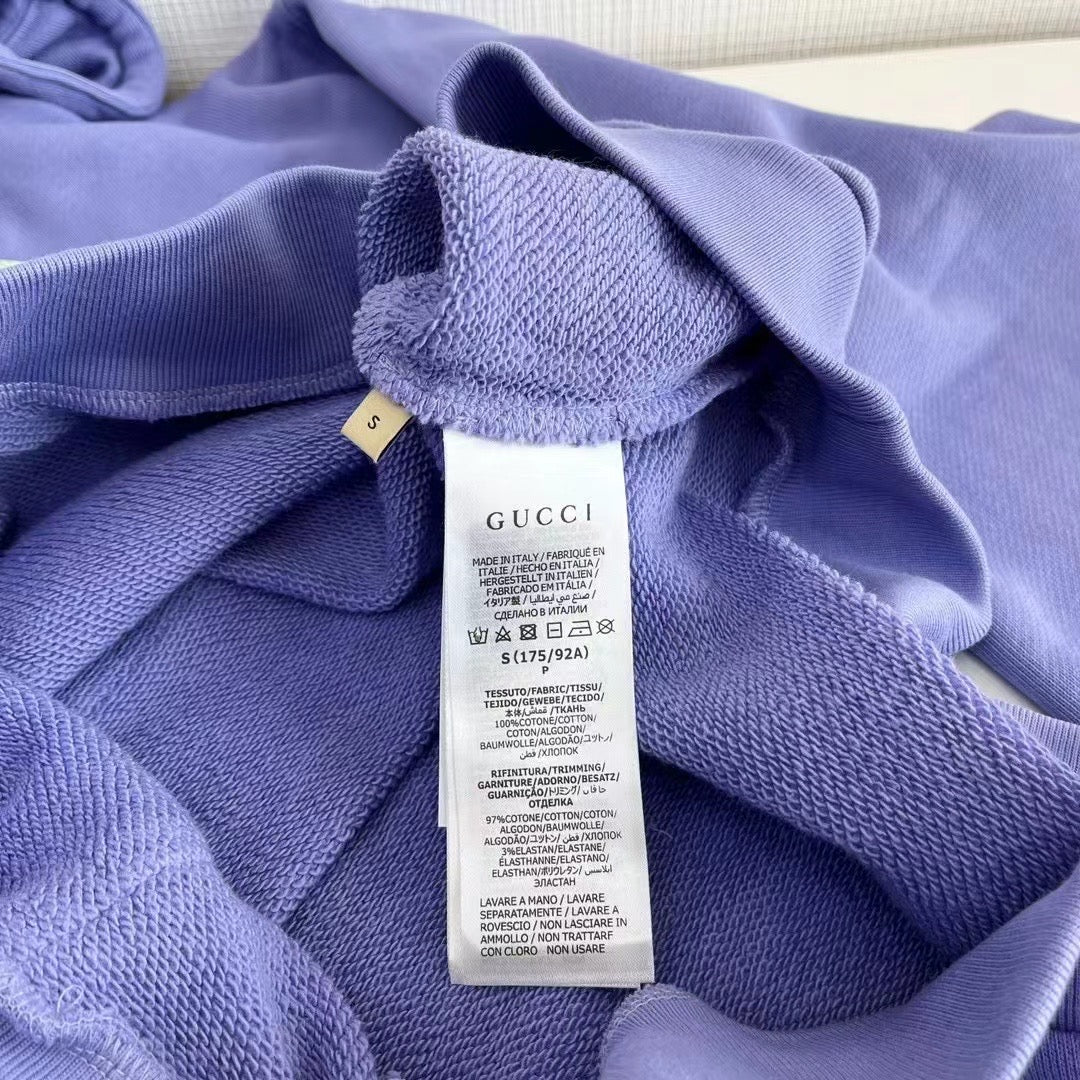 S
GUCCI
MADE IN ITALY / FABRIQUÉ EN
ITALIE / HECHO EN ITALIA /
HERGESTELLT IN ITALIEN /
FABRICADO EM ITÁLIA /
イタリア製 / صنع في ايطاليا /
СДЕЛАНО В ИТАЛИИ
S (175/92A)
P
TESSUTO/FABRIC/TISSU/
TEJIDO/GEWEBE/TECIDO/
本体/قماش/ТКАНЬ
100%COTONE/COTTON/
COTON/ALGODON/
BAUMWOLLE/ALGODÃO/コットン/
قطن /ХЛОПОК
RIFINITURA/TRIMMING/
GARNITURE/ADORNO/BESATZ/
GUARNIÇÃO/トリミング/ حافات/
ОТДЕЛКА
97%COTONE/COTTON/COTON/
ALGODON/BAUMWOLLE/
ALGODÃO/コットン/ قطن /ХЛОПОК
3%ELASTAN/ELASTANE/
ÉLASTHANNE/ELASTANO/
ELASTHAN/ポリウレタン/ ايلاسس/
ЭЛАСТАН
LAVARE A MANO / LAVARE
SEPARATAMENTE / LAVARE A
ROVESCIO / NON LASCIARE IN
AMMOLLO / NON TRATTARE
CON CLORO NON USARE